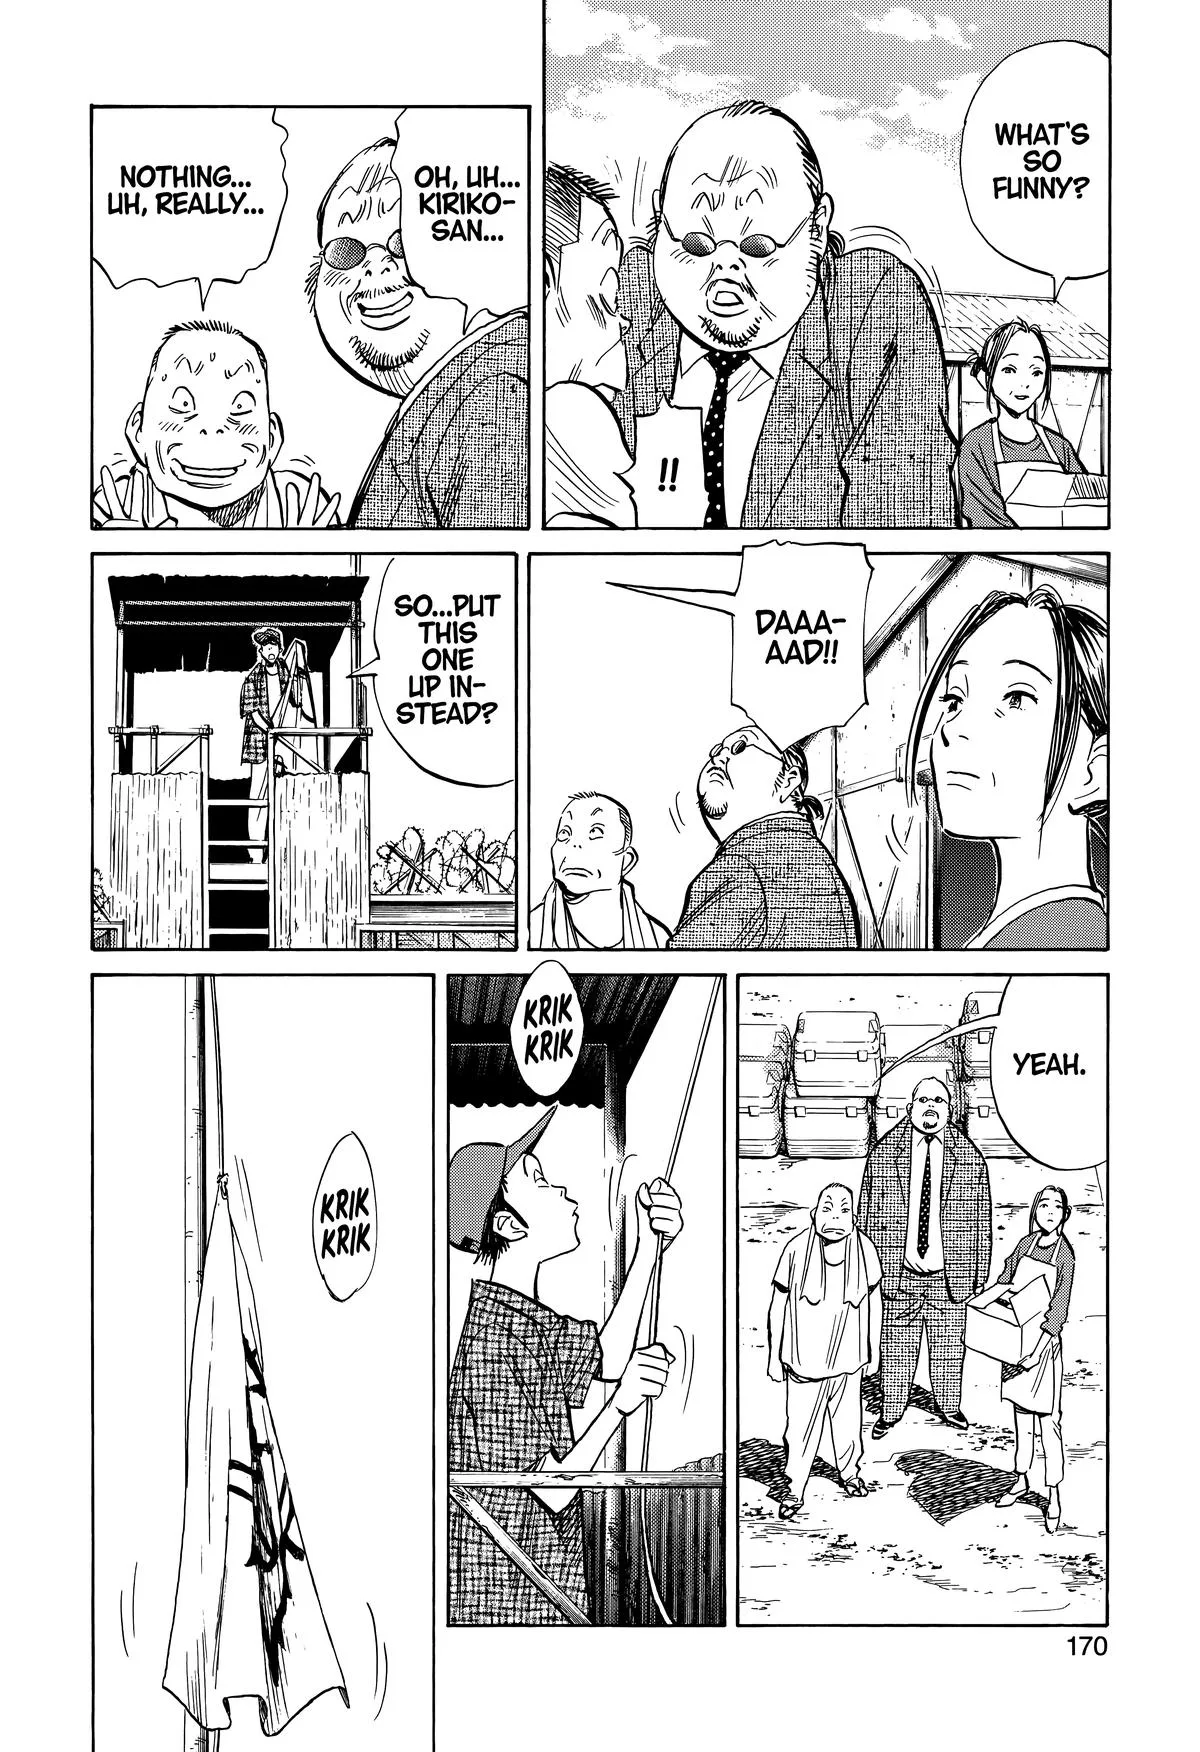 WHAT'S
SO
FUNNY?
!!
OH, UH...
KIRIKO-
SAN...
NOTHING...
UH, REALLY...
DAAA-
AAD!!
SO...PUT
THIS
ONE
UP IN-
STEAD?
YEAH.
KRIK
KRIK
KRIK
KRIK
170